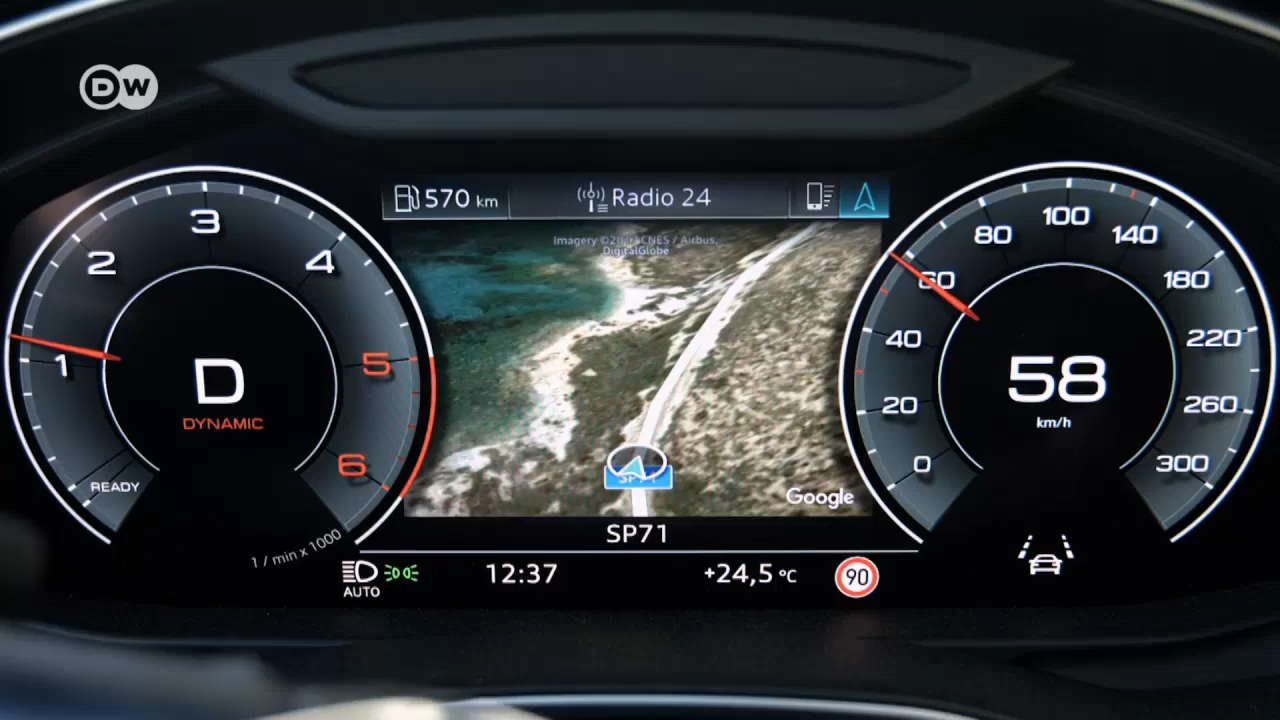 DW
570 km
Radio 24
Imagery ©
CNES / Airbus,
DigitalGlobe
1
2
3
4
5
6
READY
D
DYNAMIC
1 / min x 1000
0
20
40
60
80
100
140
180
220
260
300
58
km/h
SP71
Google
SP71
AUTO
12:37
+24,5 °C
90